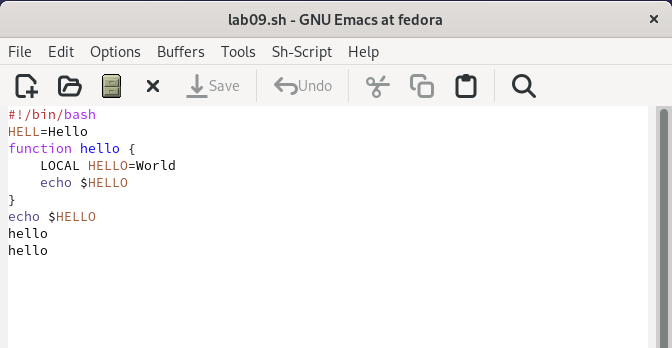 lab09.sh - GNU Emacs at fedora
File Edit Options Buffers Tools Sh-Script Help
Save Undo
#!/bin/bash
HELL=Hello
function hello {
    LOCAL HELLO=World
    echo $HELLO
}
echo $HELLO
hello
hello